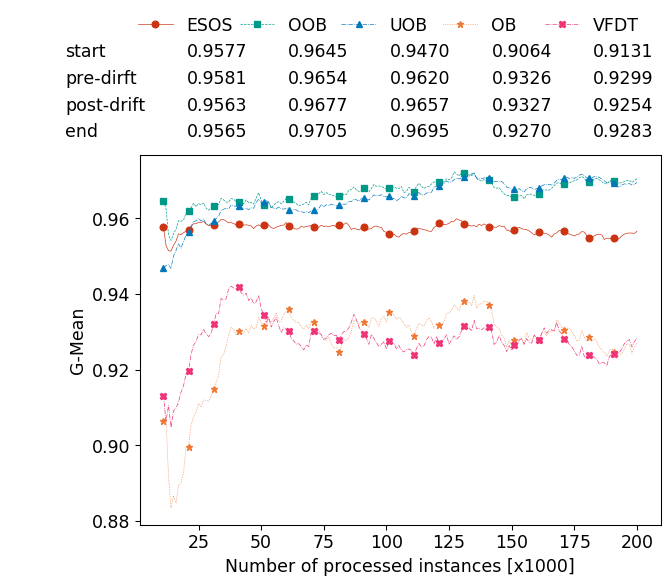 ESOS OOB UOB OB VFDT
start 0.9577 0.9645 0.9470 0.9064 0.9131
pre-dirft 0.9581 0.9654 0.9620 0.9326 0.9299
post-drift 0.9563 0.9677 0.9657 0.9327 0.9254
end 0.9565 0.9705 0.9695 0.9270 0.9283
0.96
0.94
0.92
0.90
0.88
G-Mean
25 50 75 100 125 150 175 200
Number of processed instances [x1000]